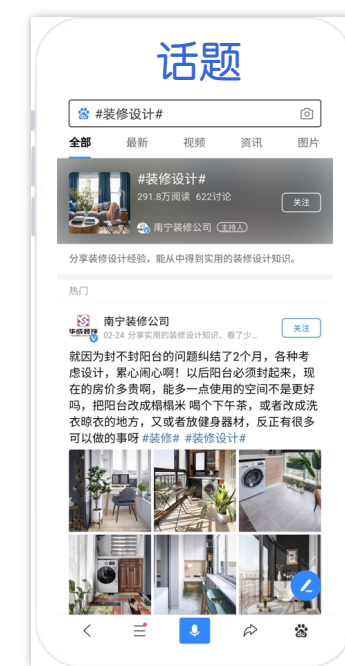 话题
#装修设计#
全部 最新 视频 资讯 图片
#装修设计#
291.8万阅读 622讨论
关注
南宁装修公司 主持人
分享装修设计经验，能从中得到实用的装修设计知识。
热门
南宁装修公司
华成装饰
02-24 分享实用的装修设计知识，看了少...
关注
就因为封不封阳台的问题纠结了2个月，各种考
虑设计，累心闹心啊！以后阳台必须封起来，现
在的房价多贵啊，能多一点使用的空间不是更好
吗，把阳台改成榻榻米 喝个下午茶，或者改成洗
衣晾衣的地方，又或者放健身器材，反正有很多
可以做的事呀 #装修# #装修设计#